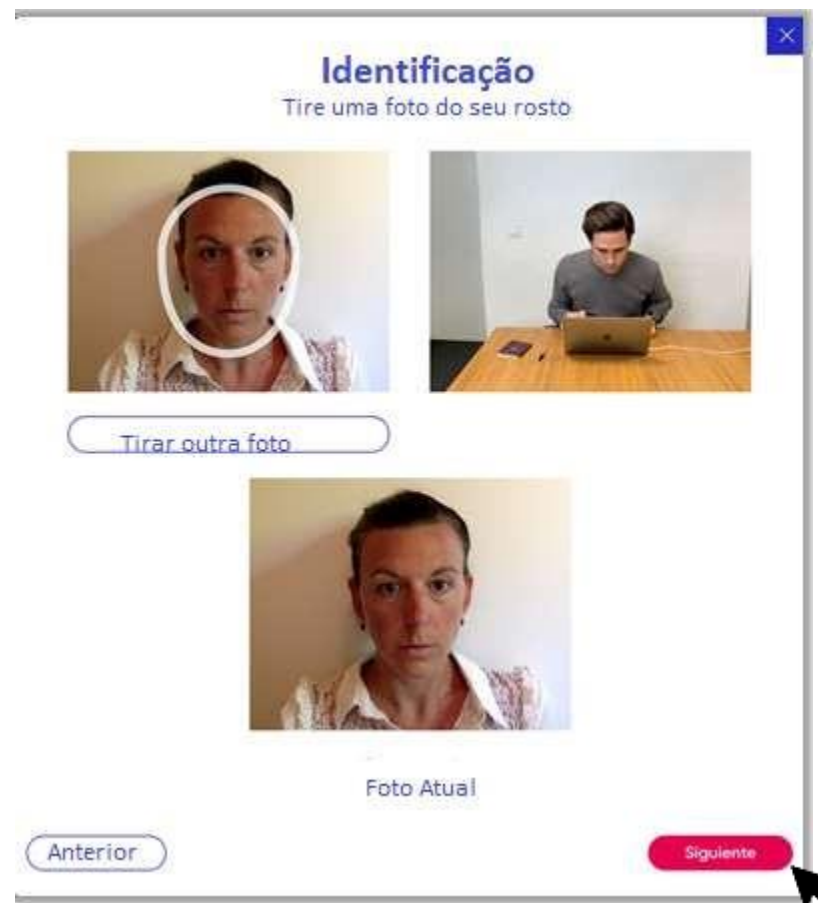 Identificação
Tire uma foto do seu rosto
Tirar outra foto
Foto Atual
Anterior
Siguiente